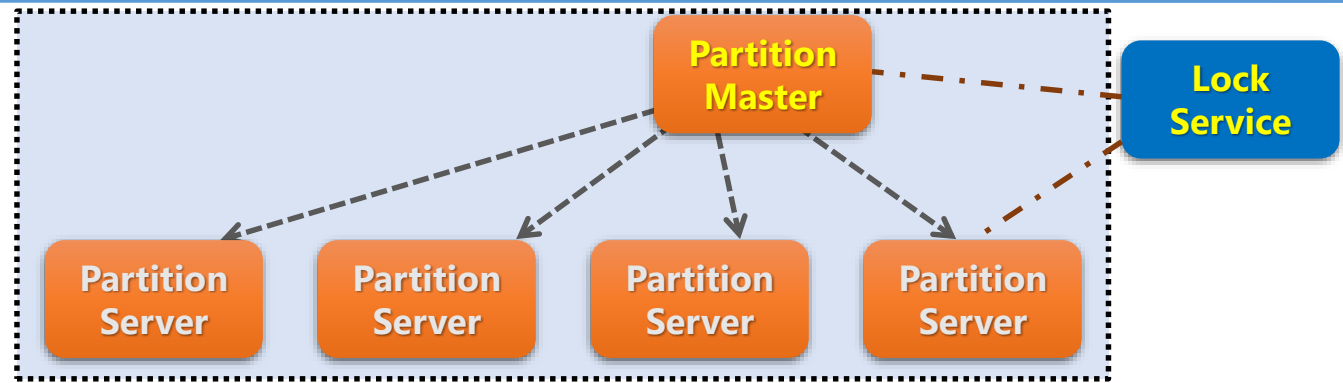 Partition
Master
Lock
Service
Partition
Server
Partition
Server
Partition
Server
Partition
Server